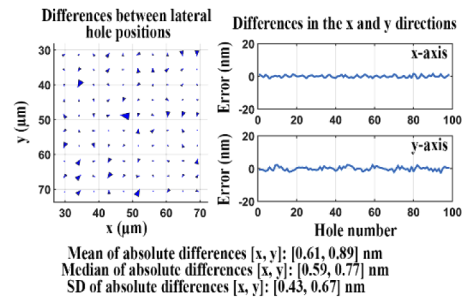 Differences between lateral
hole positions
30
40
50
60
70
y (µm)
30 40 50 60 70
x (µm)
Differences in the x and y directions
20
0
-20
Error (nm)
x-axis
0 20 40 60 80 100
20
0
-20
Error (nm)
y-axis
0 20 40 60 80 100
Hole number
Mean of absolute differences [x, y]: [0.61, 0.89] nm
Median of absolute differences [x, y]: [0.59, 0.77] nm
SD of absolute differences [x, y]: [0.43, 0.67] nm